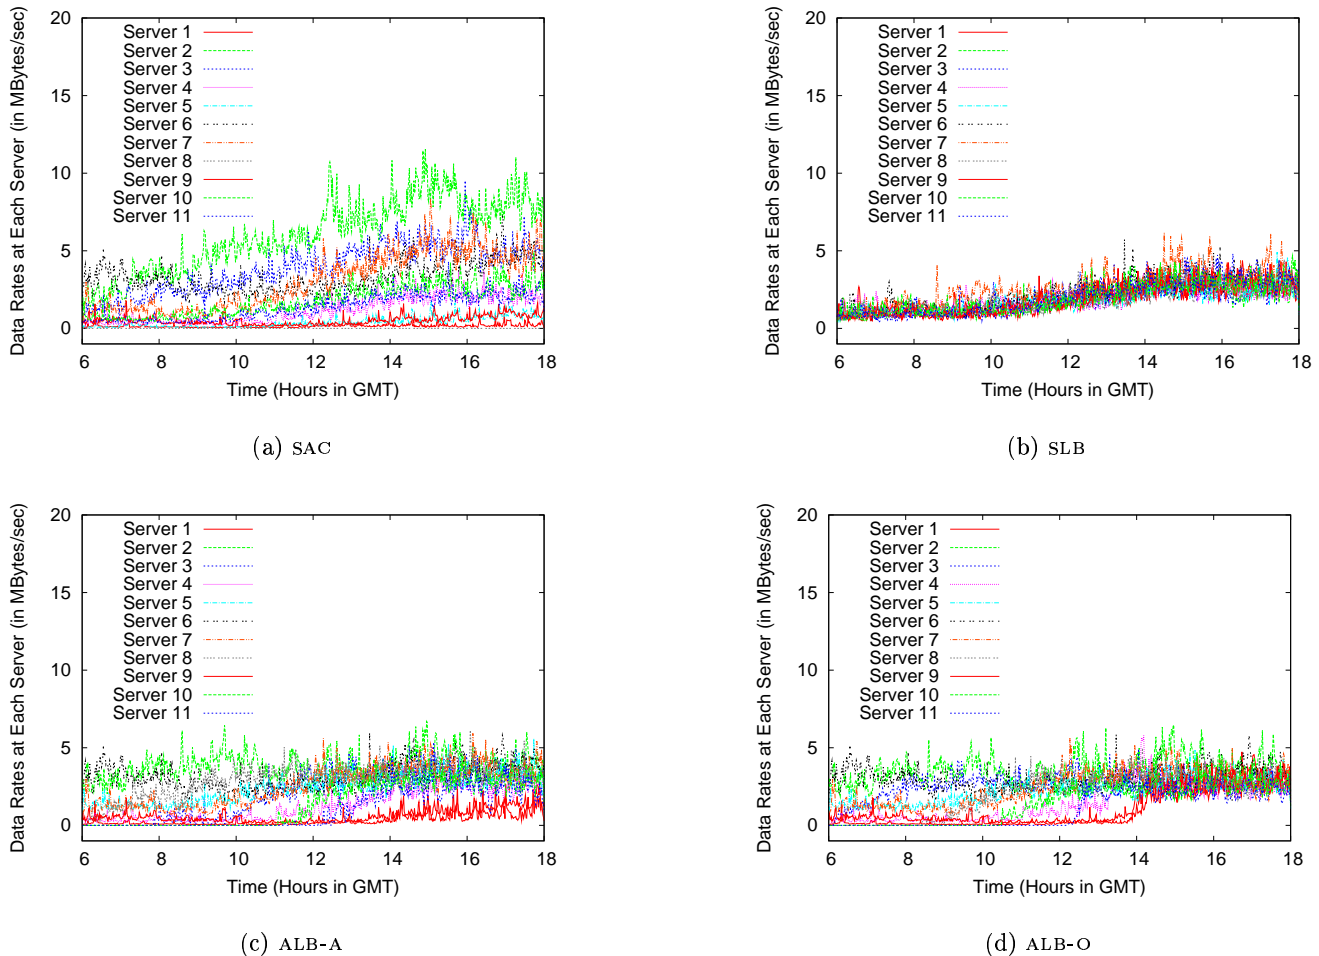 Data Rates at Each Server (in MBytes/sec)
20
15
10
5
0
Server 1
Server 2
Server 3
Server 4
Server 5
Server 6
Server 7
Server 8
Server 9
Server 10
Server 11
6 8 10 12 14 16 18
Time (Hours in GMT)
(a) SAC
Data Rates at Each Server (in MBytes/sec)
20
15
10
5
0
Server 1
Server 2
Server 3
Server 4
Server 5
Server 6
Server 7
Server 8
Server 9
Server 10
Server 11
6 8 10 12 14 16 18
Time (Hours in GMT)
(b) SLB
Data Rates at Each Server (in MBytes/sec)
20
15
10
5
0
Server 1
Server 2
Server 3
Server 4
Server 5
Server 6
Server 7
Server 8
Server 9
Server 10
Server 11
6 8 10 12 14 16 18
Time (Hours in GMT)
(c) ALB-A
Data Rates at Each Server (in MBytes/sec)
20
15
10
5
0
Server 1
Server 2
Server 3
Server 4
Server 5
Server 6
Server 7
Server 8
Server 9
Server 10
Server 11
6 8 10 12 14 16 18
Time (Hours in GMT)
(d) ALB-O